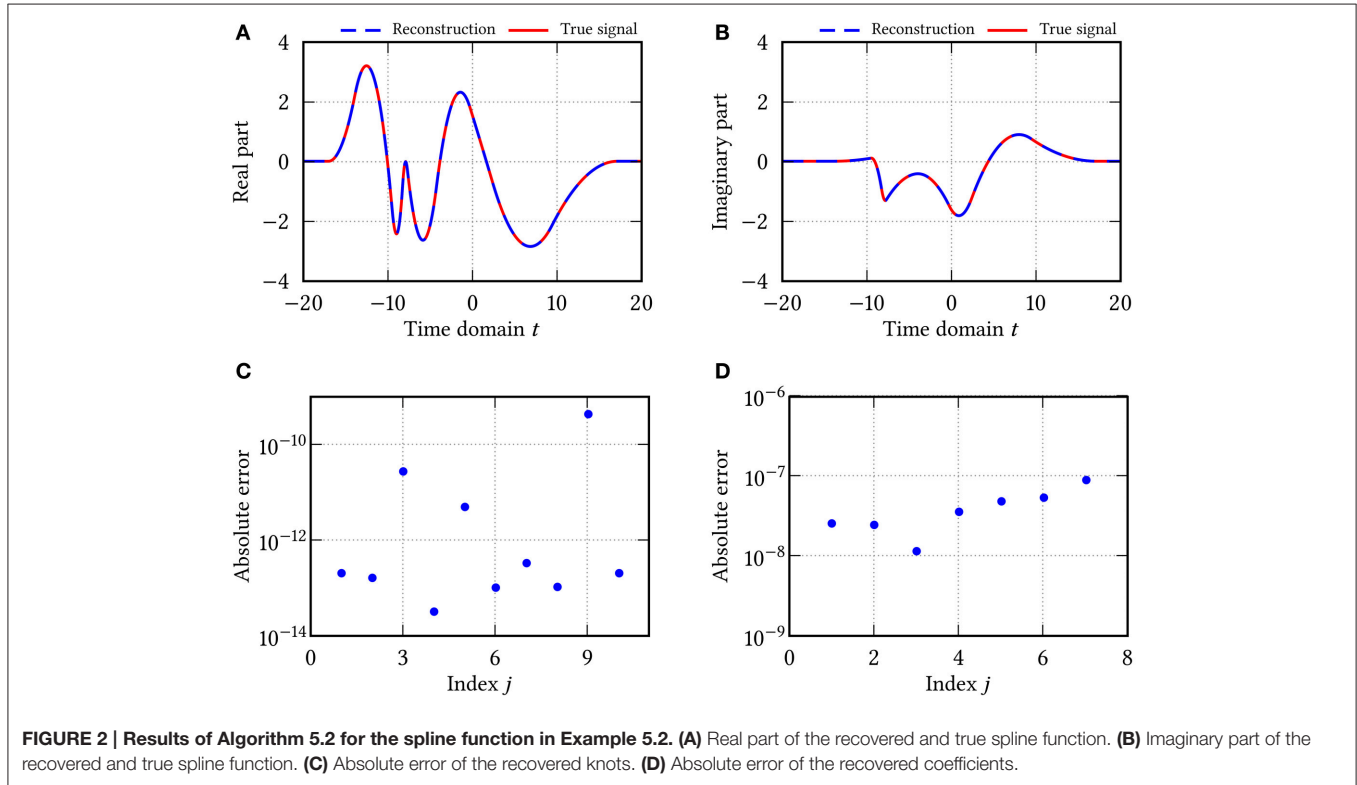 A
Reconstruction True signal
4
2
0
−2
−4
−20 −10 0 10 20
Real part
Time domain t
B
Reconstruction True signal
4
2
0
−2
−4
−20 −10 0 10 20
Imaginary part
Time domain t
C
10−10
10−12
10−14
0 3 6 9
Absolute error
Index j
D
10−6
10−7
10−8
10−9
0 2 4 6 8
Absolute error
Index j
FIGURE 2 | Results of Algorithm 5.2 for the spline function in Example 5.2. (A) Real part of the recovered and true spline function. (B) Imaginary part of the
recovered and true spline function. (C) Absolute error of the recovered knots. (D) Absolute error of the recovered coefficients.